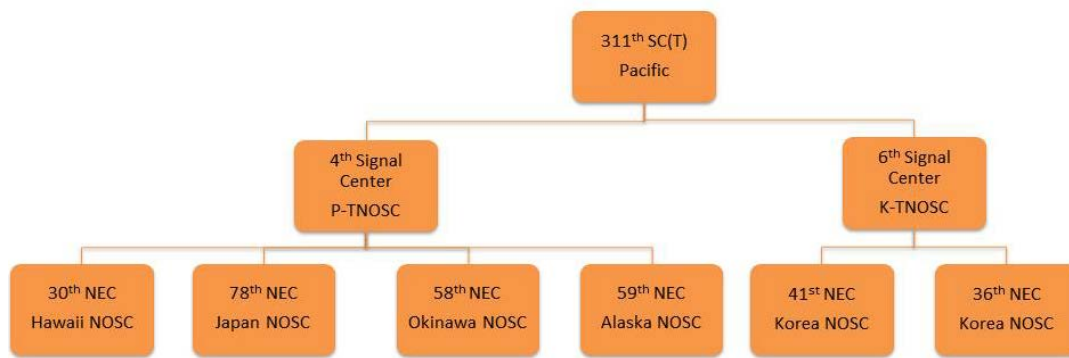 311th SC(T)
Pacific
4th Signal
Center
P-TNOSC
6th Signal
Center
K-TNOSC
30th NEC
Hawaii NOSC
78th NEC
Japan NOSC
58th NEC
Okinawa NOSC
59th NEC
Alaska NOSC
41st NEC
Korea NOSC
36th NEC
Korea NOSC